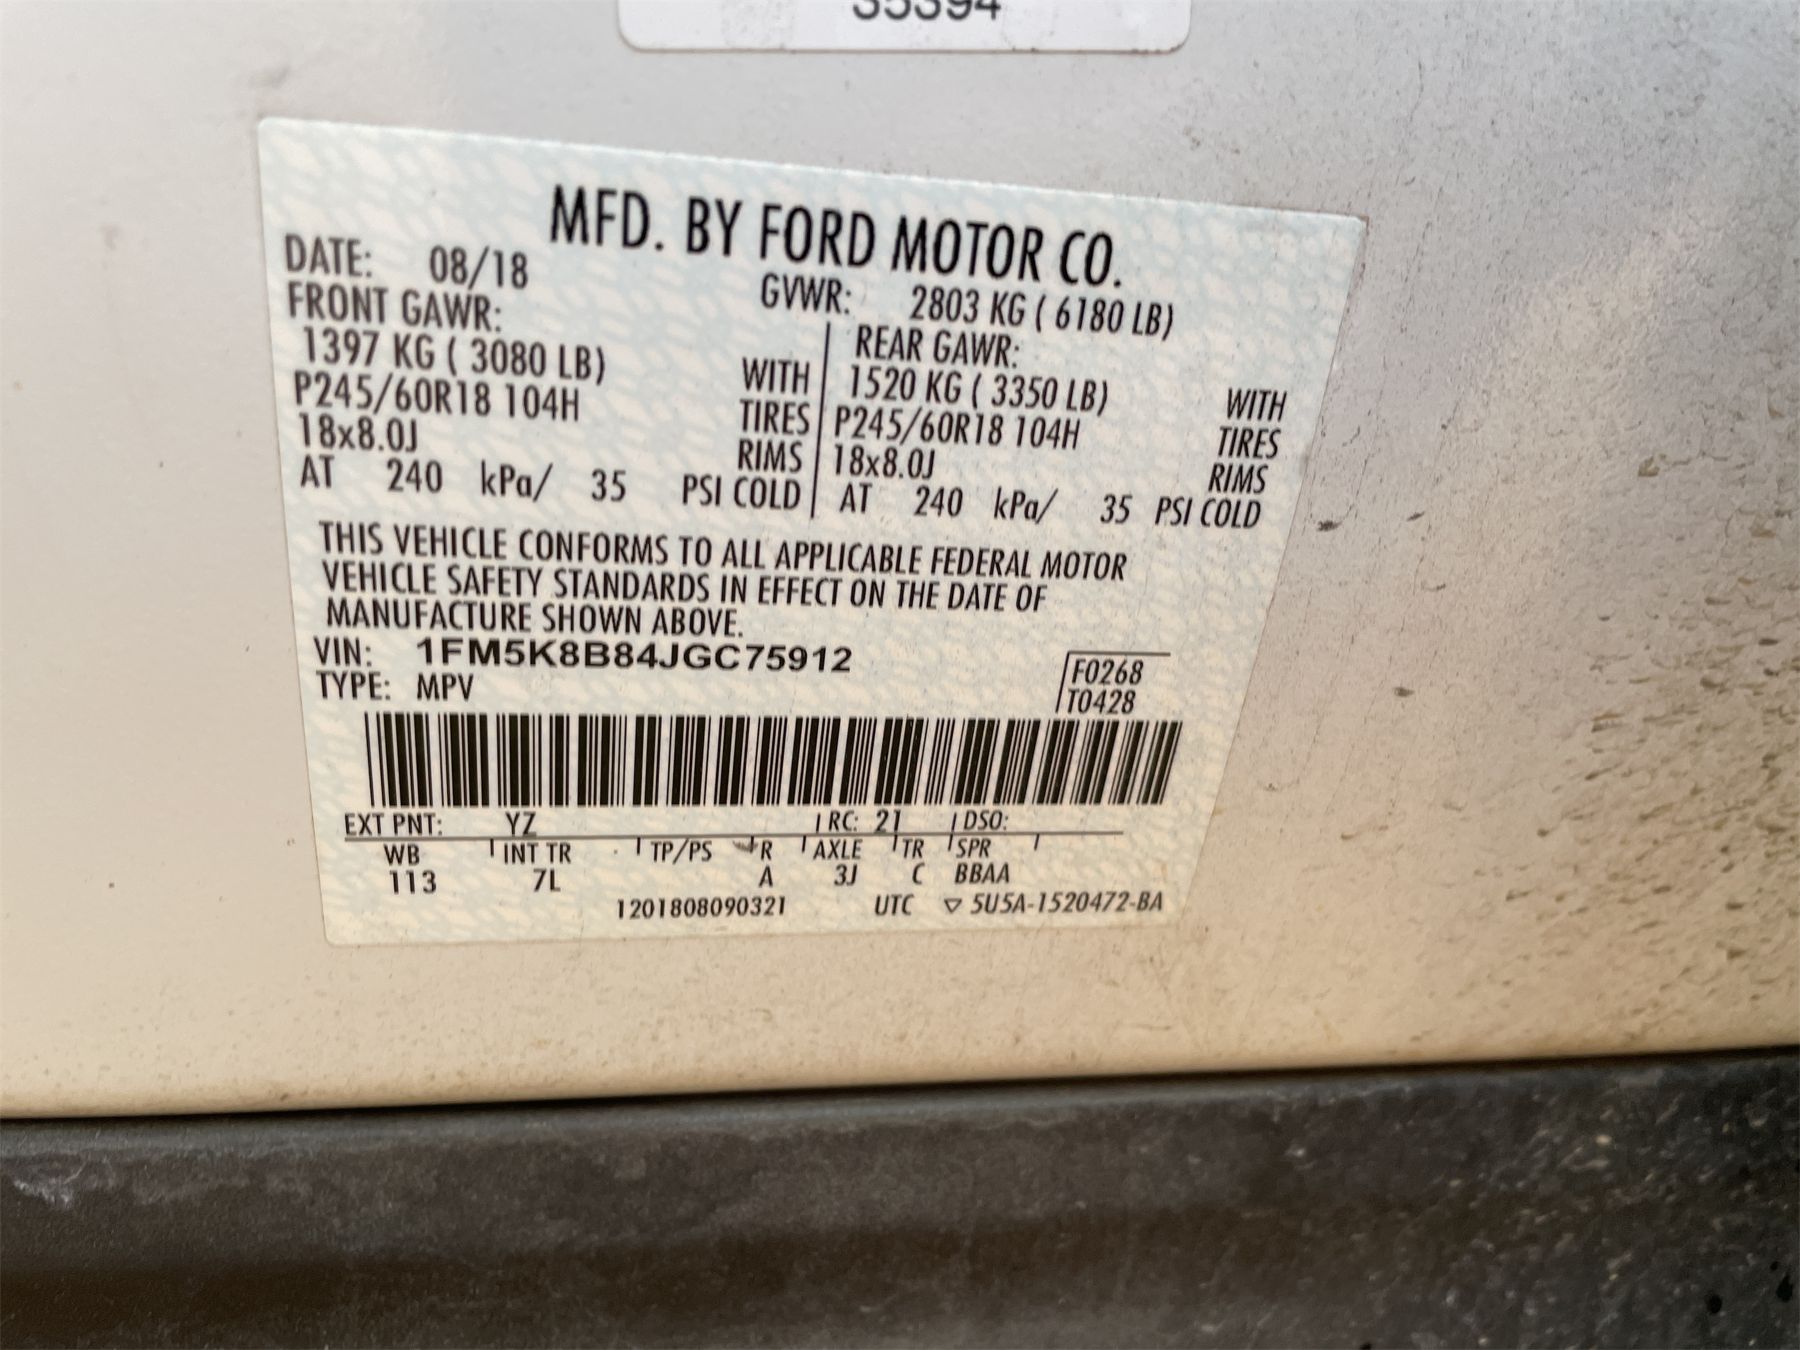 35394
MFD. BY FORD MOTOR CO.
DATE: 08/18 GVWR: 2803 KG ( 6180 LB)
FRONT GAWR: REAR GAWR:
1397 KG ( 3080 LB) WITH 1520 KG ( 3350 LB) WITH
P245/60R18 104H TIRES P245/60R18 104H TIRES
18x8.0J RIMS 18x8.0J RIMS
AT 240 kPa/ 35 PSI COLD AT 240 kPa/ 35 PSI COLD
THIS VEHICLE CONFORMS TO ALL APPLICABLE FEDERAL MOTOR
VEHICLE SAFETY STANDARDS IN EFFECT ON THE DATE OF
MANUFACTURE SHOWN ABOVE.
VIN: 1FM5K8B84JGC75912
F0268
TYPE: MPV
T0428
EXT PNT: YZ RC: 21 DSO:
WB INT TR TP/PS R AXLE TR SPR
113 7L A 3J C BBAA
1201808090321 UTC ▽ 5U5A-1520472-BA